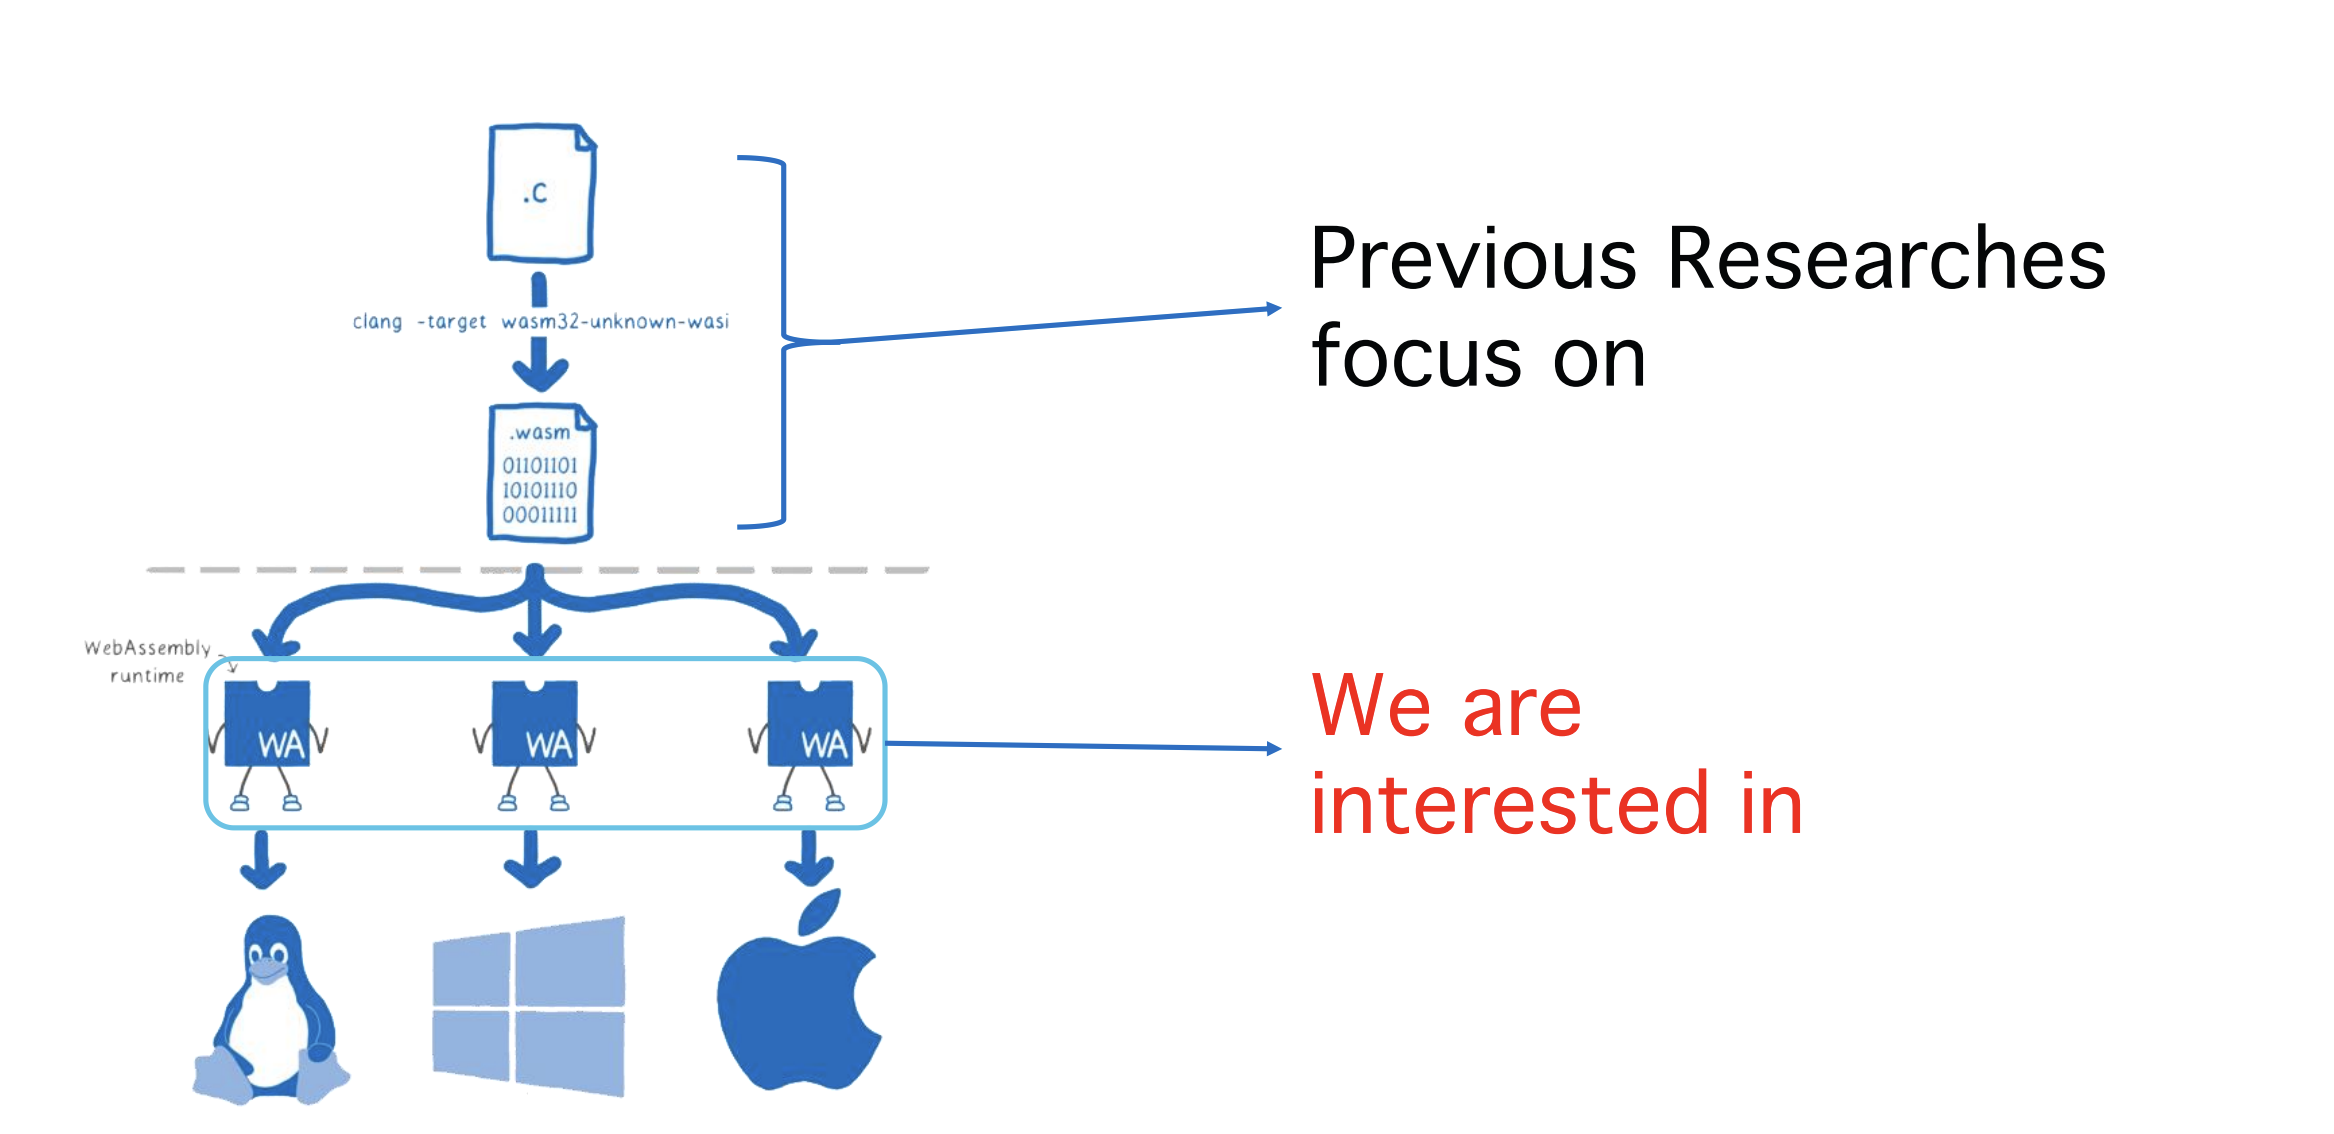 .c
clang -target wasm32-unknown-wasi
.wasm
01101101
10101110
00011111
WebAssembly
runtime
WA
WA
WA
Previous Researches
focus on
We are
interested in